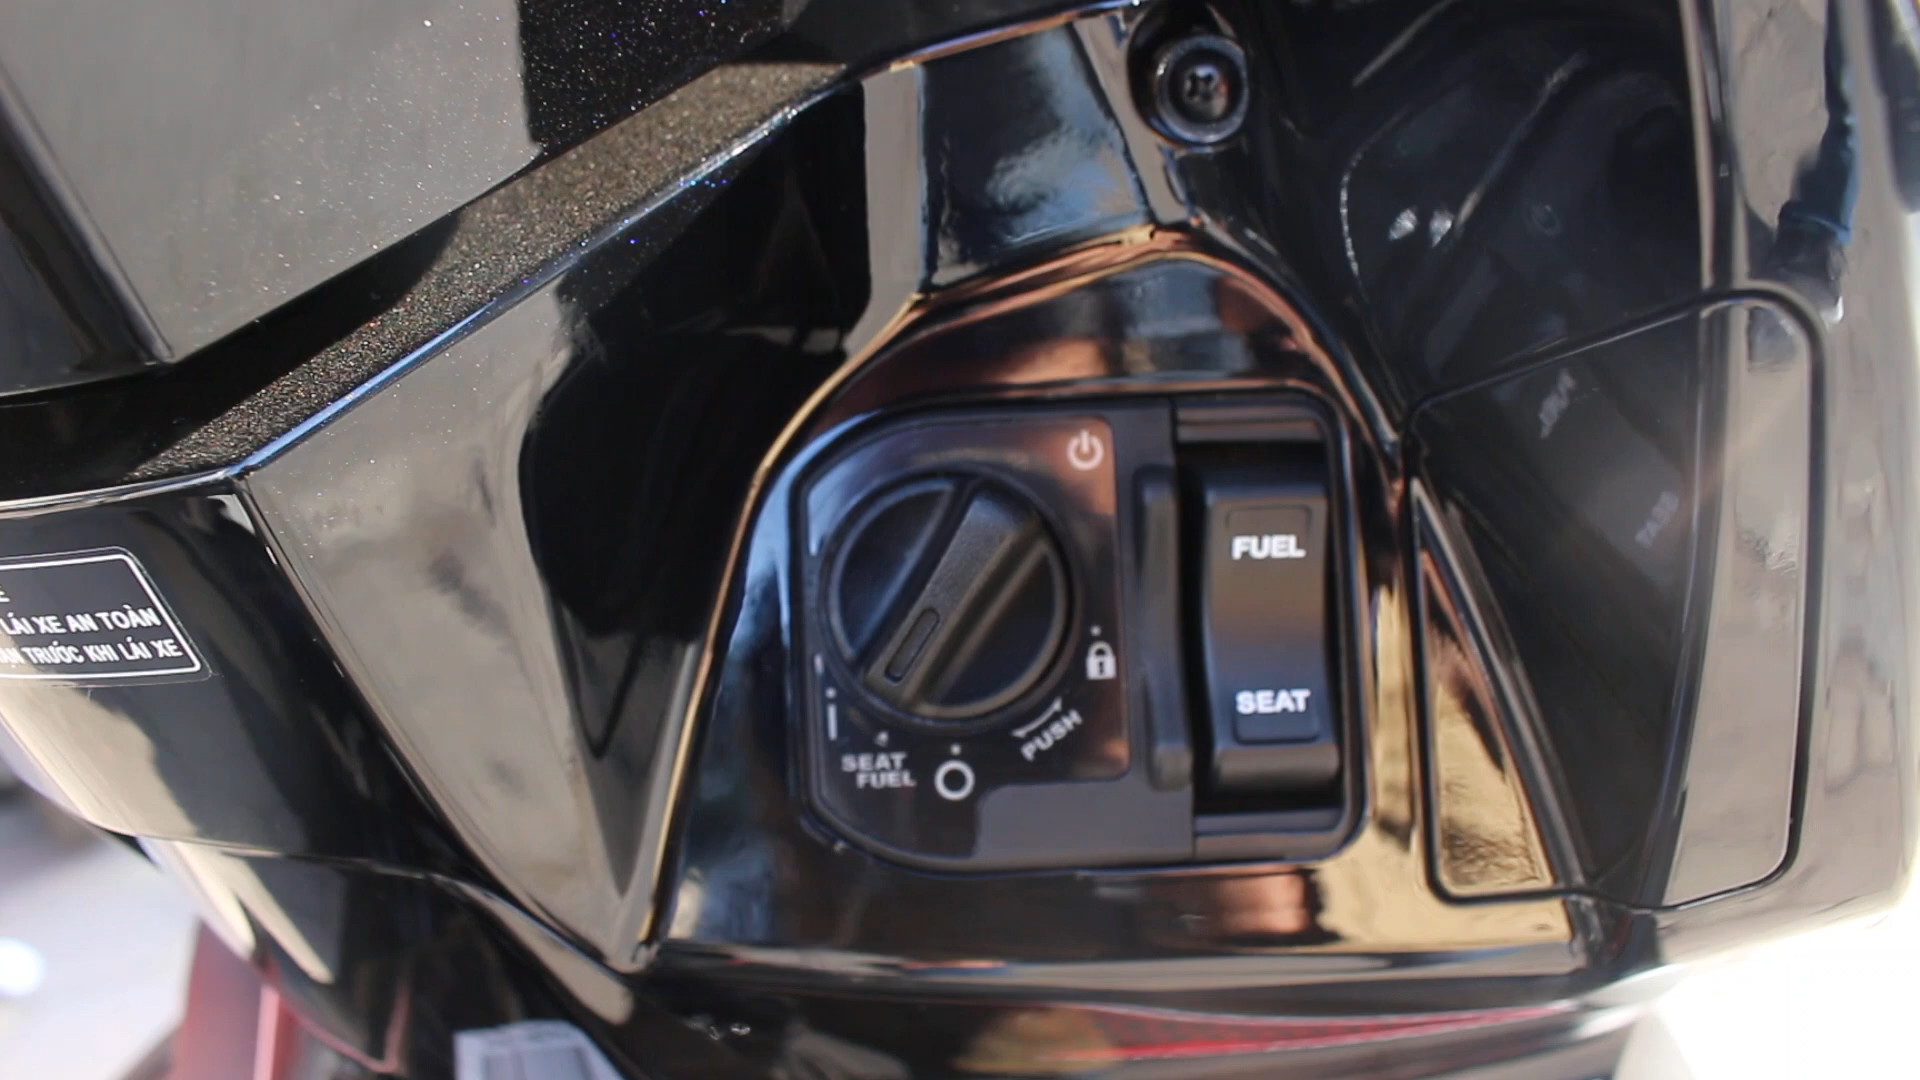 LÁI XE AN TOÀN
TRƯỚC KHI LÁI XE
FUEL
SEAT
PUSH
SEAT
FUEL